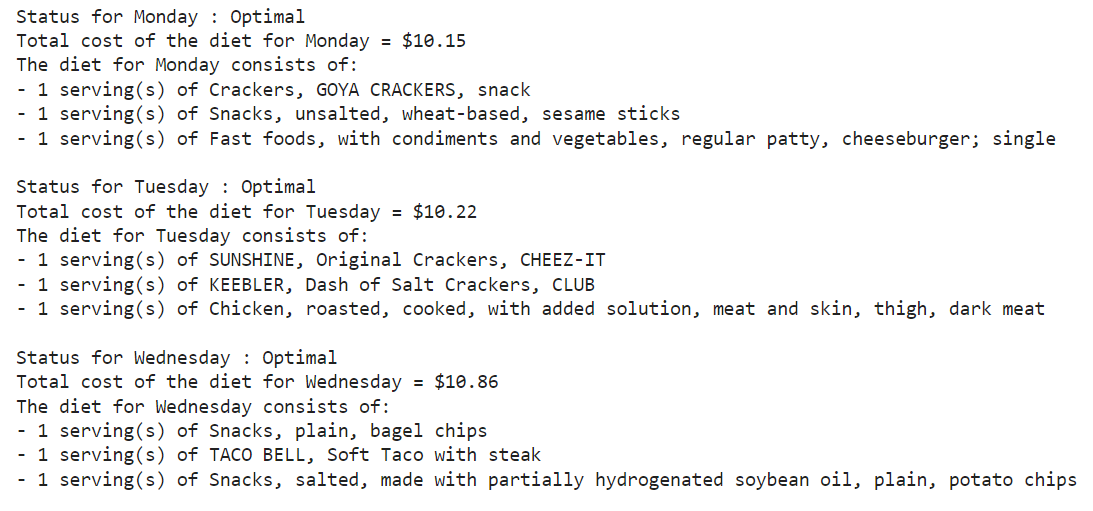 Status for Monday : Optimal
Total cost of the diet for Monday = $10.15
The diet for Monday consists of:
- 1 serving(s) of Crackers, GOYA CRACKERS, snack
- 1 serving(s) of Snacks, unsalted, wheat-based, sesame sticks
- 1 serving(s) of Fast foods, with condiments and vegetables, regular patty, cheeseburger; single
Status for Tuesday : Optimal
Total cost of the diet for Tuesday = $10.22
The diet for Tuesday consists of:
- 1 serving(s) of SUNSHINE, Original Crackers, CHEEZ-IT
- 1 serving(s) of KEEBLER, Dash of Salt Crackers, CLUB
- 1 serving(s) of Chicken, roasted, cooked, with added solution, meat and skin, thigh, dark meat
Status for Wednesday : Optimal
Total cost of the diet for Wednesday = $10.86
The diet for Wednesday consists of:
- 1 serving(s) of Snacks, plain, bagel chips
- 1 serving(s) of TACO BELL, Soft Taco with steak
- 1 serving(s) of Snacks, salted, made with partially hydrogenated soybean oil, plain, potato chips